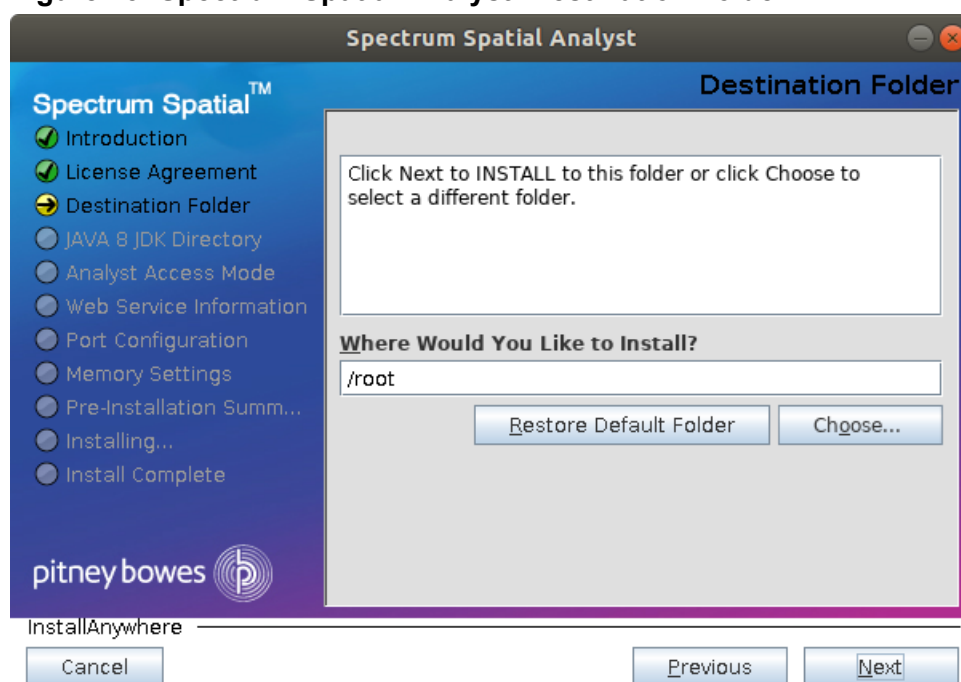 Spectrum Spatial Analyst
Destination Folder
Spectrum Spatial™
Introduction
License Agreement
Destination Folder
JAVA 8 JDK Directory
Analyst Access Mode
Web Service Information
Port Configuration
Memory Settings
Pre-Installation Summ...
Installing...
Install Complete
Click Next to INSTALL to this folder or click Choose to
select a different folder.
Where Would You Like to Install?
/root
Restore Default Folder
Choose...
pitney bowes
InstallAnywhere
Cancel
Previous
Next